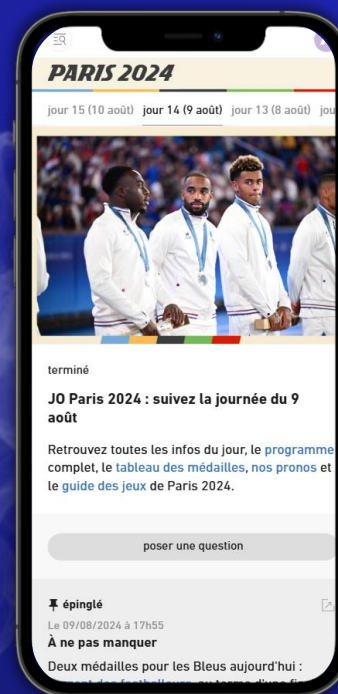 PARIS 2024
jour 15 (10 août) jour 14 (9 août) jour 13 (8 août) jou
terminé
JO Paris 2024 : suivez la journée du 9
août
Retrouvez toutes les infos du jour, le programme
complet, le tableau des médailles, nos pronos et
le guide des jeux de Paris 2024.
poser une question
épinglé
Le 09/08/2024 à 17h55
À ne pas manquer
Deux médailles pour les Bleus aujourd'hui :